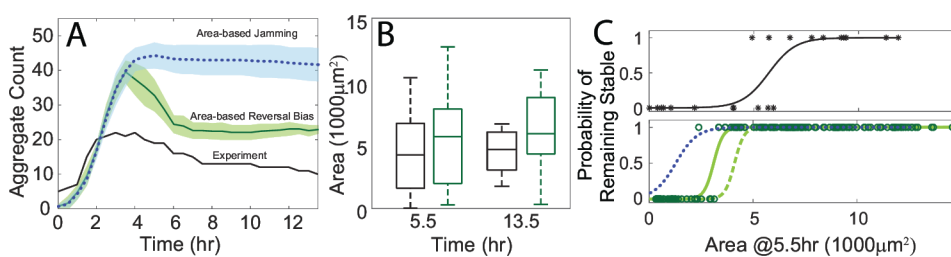 A
Aggregate Count
50
40
30
20
10
0
Area-based Jamming
Area-based Reversal Bias
Experiment
0 2 4 6 8 10 12
Time (hr)
B
Area (1000μm²)
15
10
5
0
5.5 13.5
Time (hr)
C
Probability of
Remaining Stable
1
0.5
0
1
0.5
0
0 5 10
Area @5.5hr (1000μm²)